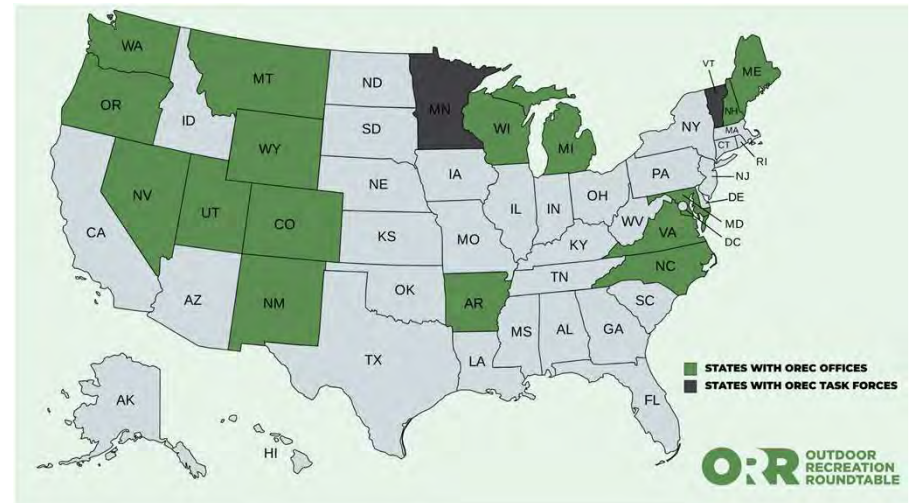 WA
MT
ND
MN
VT
ME
OR
ID
SD
WI
MI
NH
NY
MA
WY
CT
RI
NV
NE
IA
PA
NJ
UT
CO
IL
IN
OH
DE
WV
MD
CA
KS
MO
KY
VA
DC
AZ
NM
OK
AR
TN
NC
SC
MS
AL
GA
TX
LA
STATES WITH OREC OFFICES
STATES WITH OREC TASK FORCES
AK
FL
HI
ORR
OUTDOOR
RECREATION
ROUNDTABLE